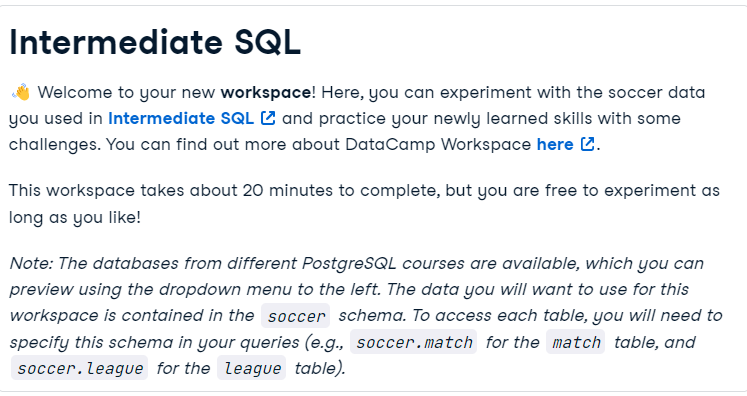 Intermediate SQL
👋 Welcome to your new workspace! Here, you can experiment with the soccer data
you used in Intermediate SQL and practice your newly learned skills with some
challenges. You can find out more about DataCamp Workspace here.
This workspace takes about 20 minutes to complete, but you are free to experiment as
long as you like!
Note: The databases from different PostgreSQL courses are available, which you can
preview using the dropdown menu to the left. The data you will want to use for this
workspace is contained in the soccer schema. To access each table, you will need to
specify this schema in your queries (e.g., soccer.match for the match table, and
soccer.league for the league table).